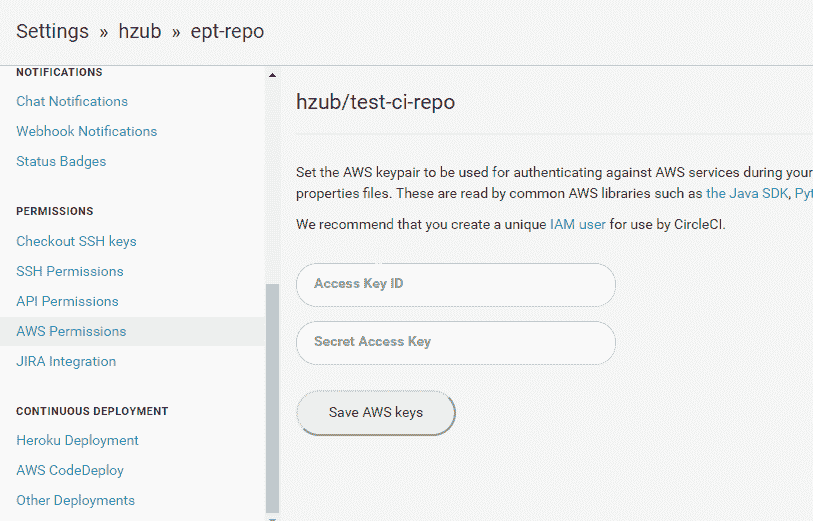 Settings » hzub » ept-repo
NOTIFICATIONS
Chat Notifications
Webhook Notifications
Status Badges
PERMISSIONS
Checkout SSH keys
SSH Permissions
API Permissions
AWS Permissions
JIRA Integration
CONTINUOUS DEPLOYMENT
Heroku Deployment
AWS CodeDeploy
Other Deployments
hzub/test-ci-repo
Set the AWS keypair to be used for authenticating against AWS services during your
properties files. These are read by common AWS libraries such as the Java SDK, Pyt
We recommend that you create a unique IAM user for use by CircleCI.
Access Key ID
Secret Access Key
Save AWS keys